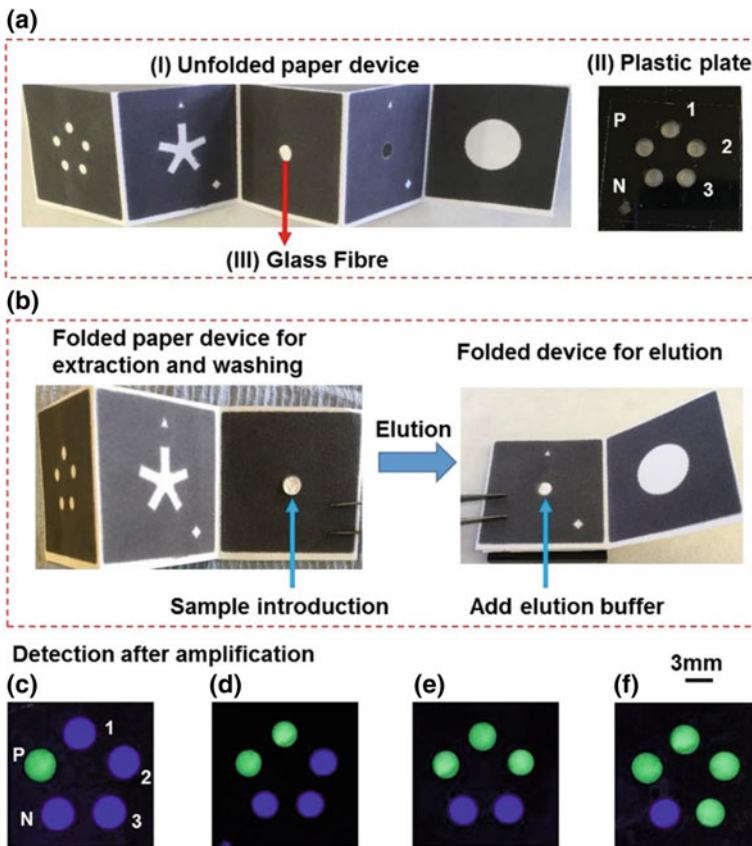 (a)
(I) Unfolded paper device
(II) Plastic plate
P
1
2
N
3
(III) Glass Fibre
(b)
Folded paper device for
extraction and washing
Folded device for elution
Elution
Sample introduction
Add elution buffer
Detection after amplification
3mm
(c)
(d)
(e)
(f)
P
1
2
N
3